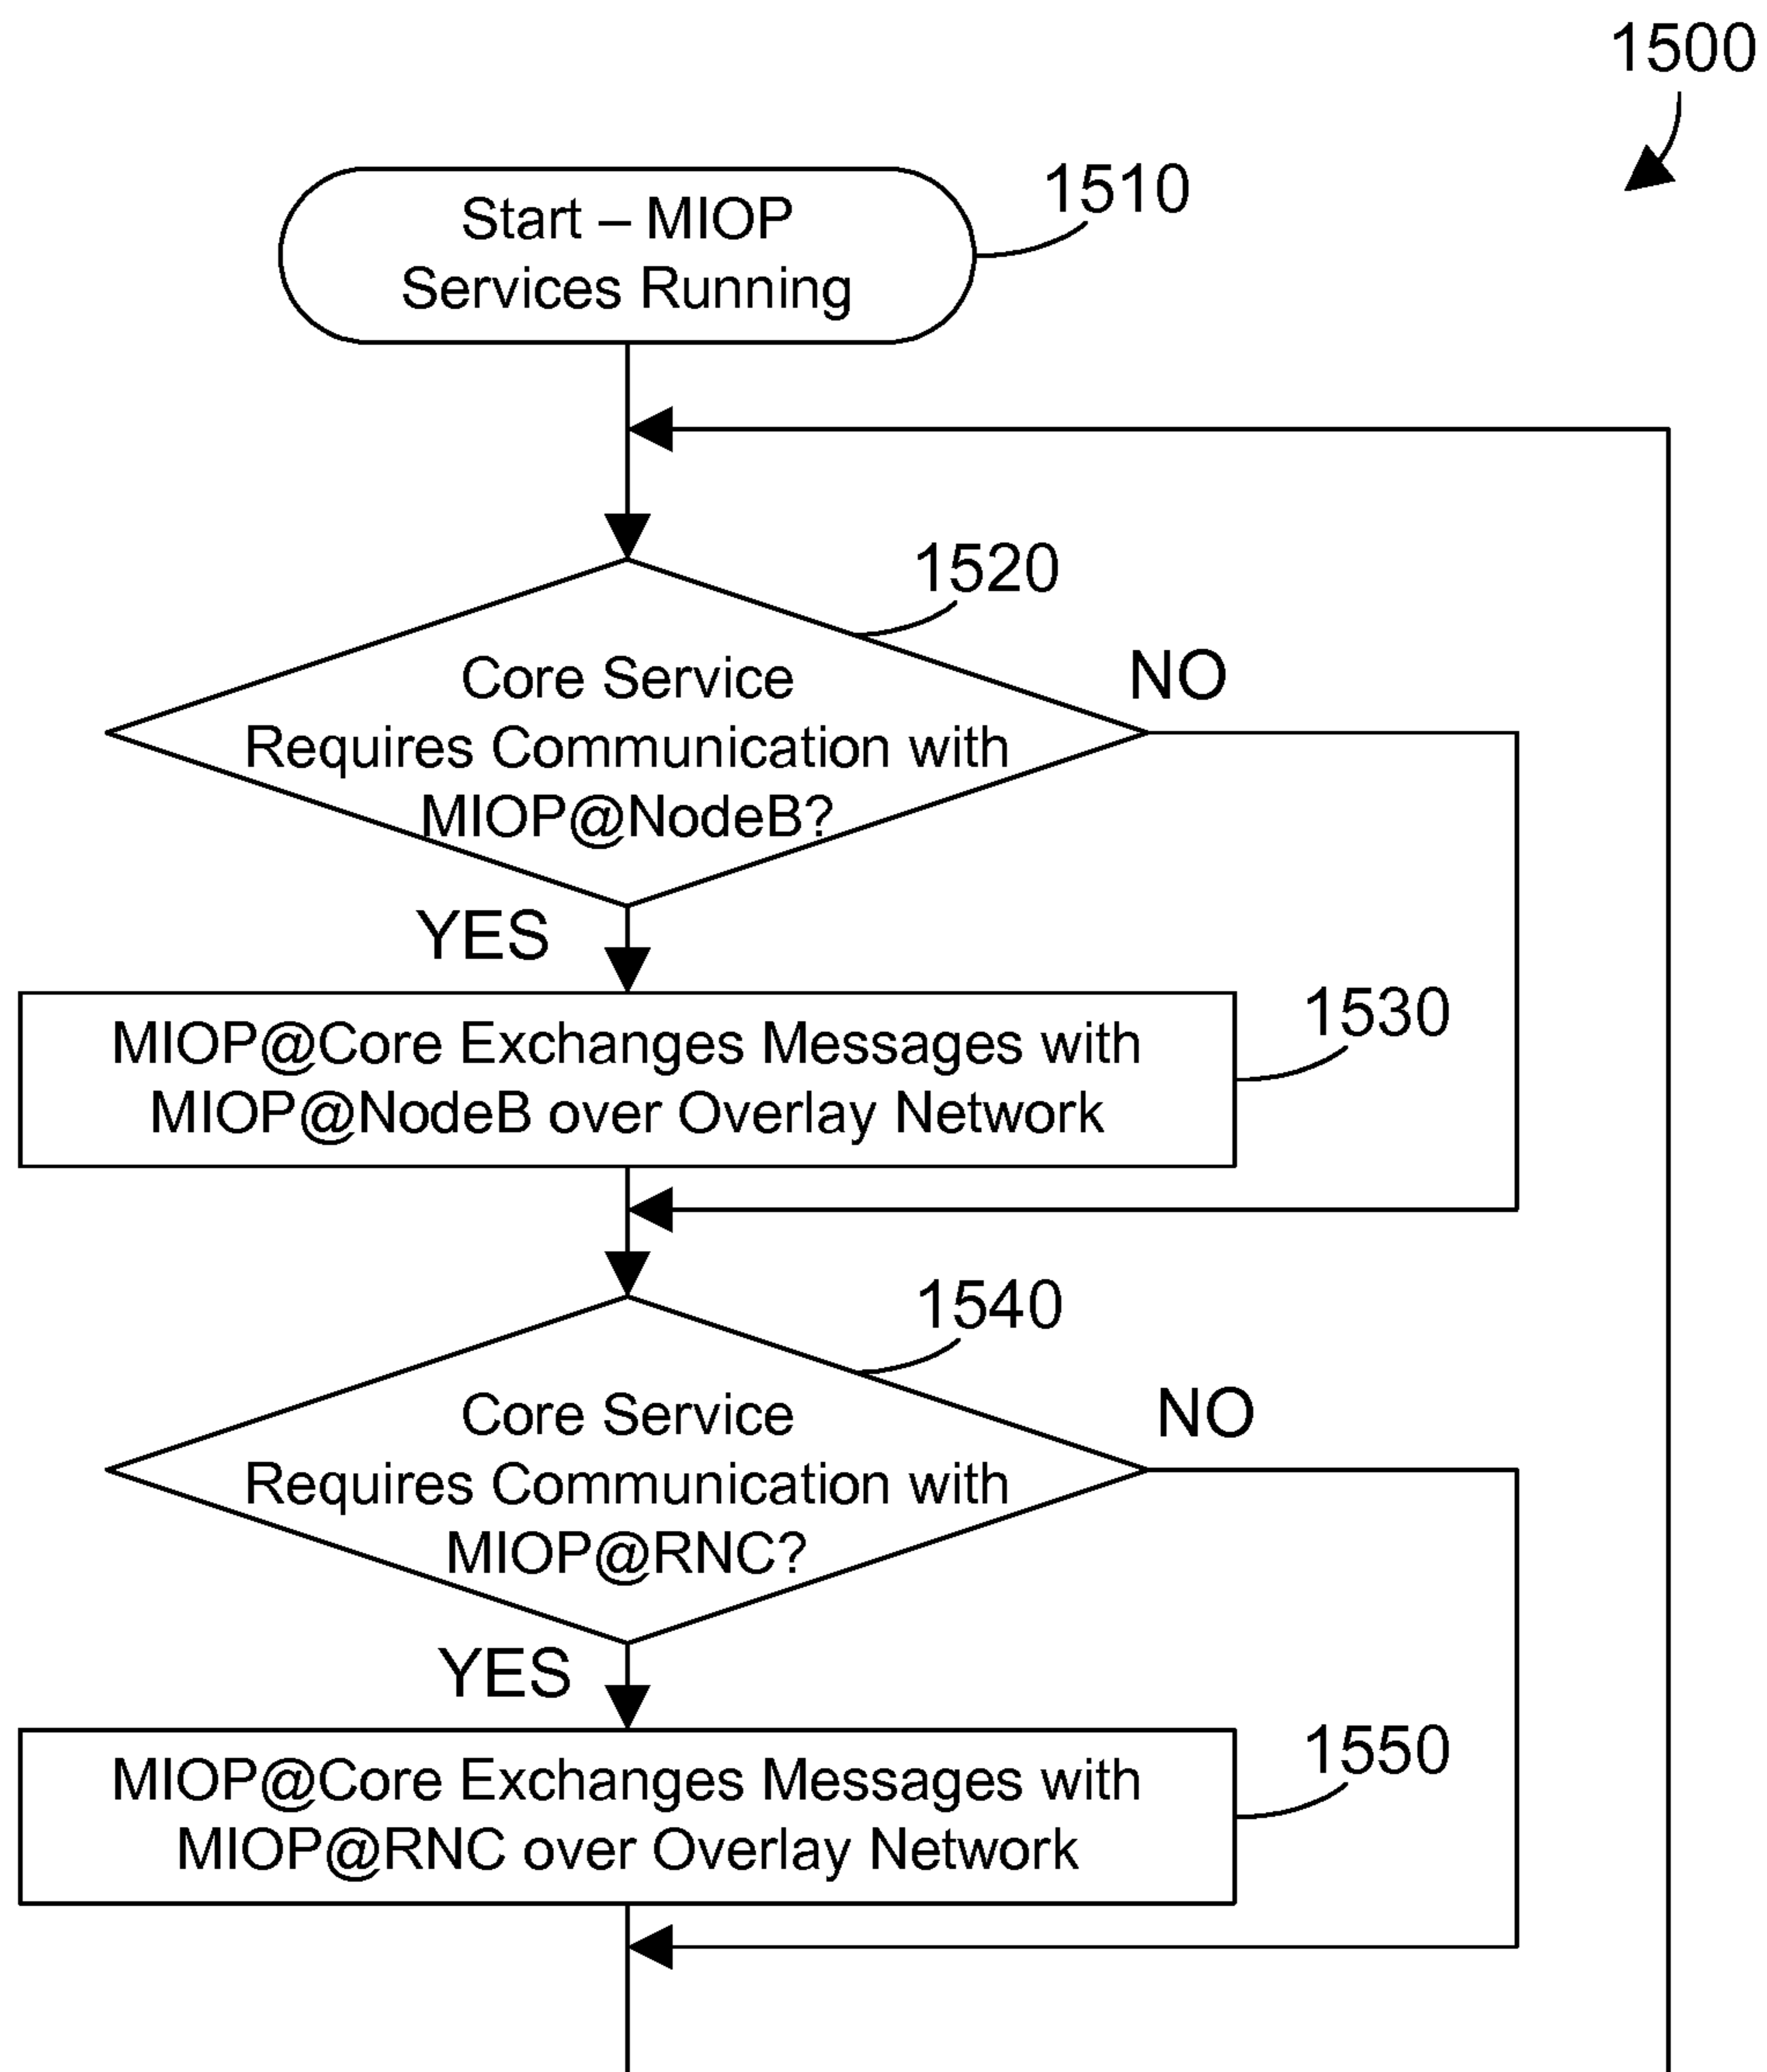 1500
Start – MIOP
Services Running
1510
1520
Core Service
Requires Communication with
MIOP@NodeB?
NO
YES
MIOP@Core Exchanges Messages with
MIOP@NodeB over Overlay Network
1530
1540
Core Service
Requires Communication with
MIOP@RNC?
NO
YES
MIOP@Core Exchanges Messages with
MIOP@RNC over Overlay Network
1550